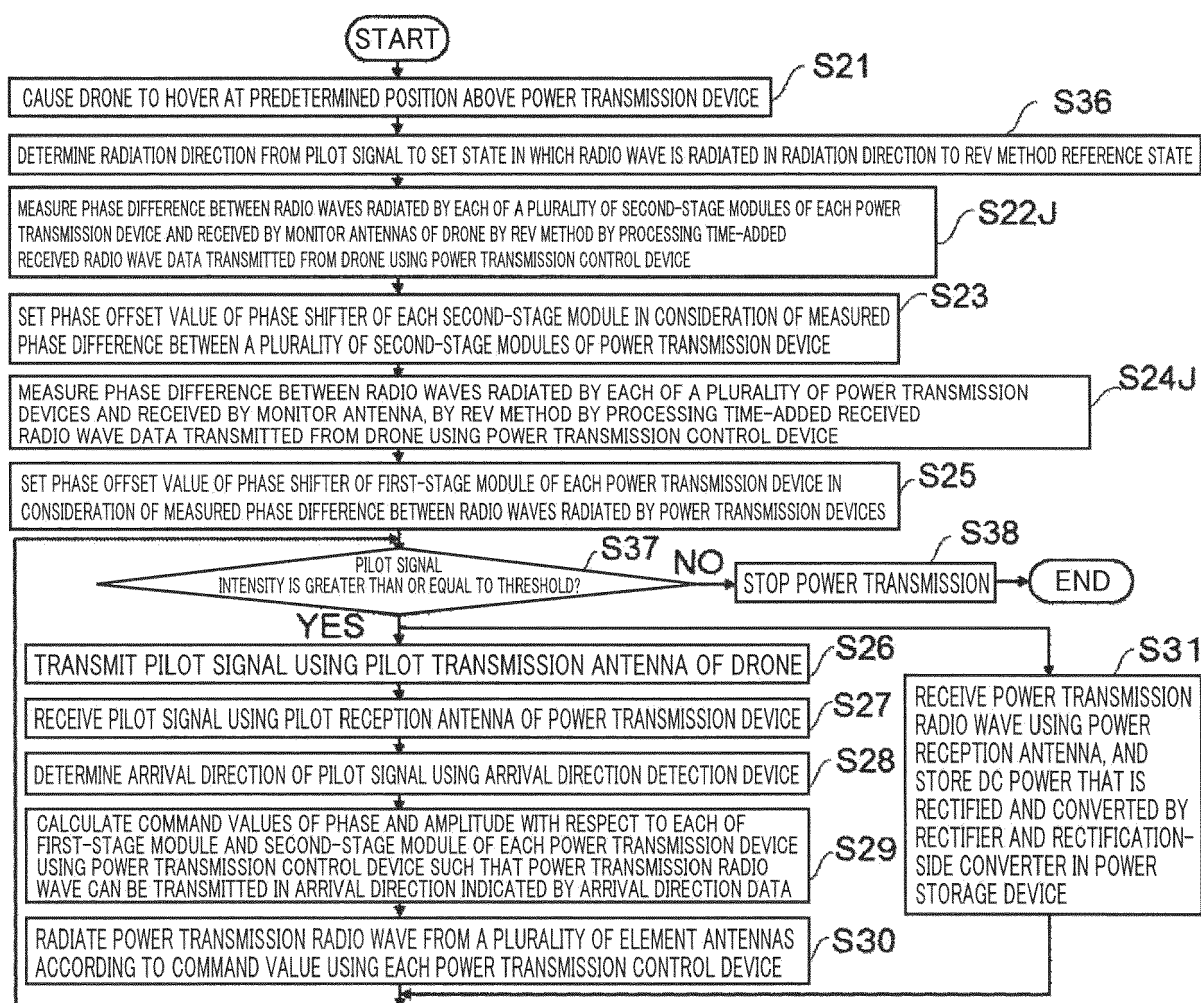 START
S21
CAUSE DRONE TO HOVER AT PREDETERMINED POSITION ABOVE POWER TRANSMISSION DEVICE
S36
DETERMINE RADIATION DIRECTION FROM PILOT SIGNAL TO SET STATE IN WHICH RADIO WAVE IS RADIATED IN RADIATION DIRECTION TO REV METHOD REFERENCE STATE
S22J
MEASURE PHASE DIFFERENCE BETWEEN RADIO WAVES RADIATED BY EACH OF A PLURALITY OF SECOND-STAGE MODULES OF EACH POWER
TRANSMISSION DEVICE AND RECEIVED BY MONITOR ANTENNAS OF DRONE BY REV METHOD BY PROCESSING TIME-ADDED
RECEIVED RADIO WAVE DATA TRANSMITTED FROM DRONE USING POWER TRANSMISSION CONTROL DEVICE
S23
SET PHASE OFFSET VALUE OF PHASE SHIFTER OF EACH SECOND-STAGE MODULE IN CONSIDERATION OF MEASURED
PHASE DIFFERENCE BETWEEN A PLURALITY OF SECOND-STAGE MODULES OF POWER TRANSMISSION DEVICE
S24J
MEASURE PHASE DIFFERENCE BETWEEN RADIO WAVES RADIATED BY EACH OF A PLURALITY OF POWER TRANSMISSION
DEVICES AND RECEIVED BY MONITOR ANTENNA, BY REV METHOD BY PROCESSING TIME-ADDED RECEIVED
RADIO WAVE DATA TRANSMITTED FROM DRONE USING POWER TRANSMISSION CONTROL DEVICE
S25
SET PHASE OFFSET VALUE OF PHASE SHIFTER OF FIRST-STAGE MODULE OF EACH POWER TRANSMISSION DEVICE IN
CONSIDERATION OF MEASURED PHASE DIFFERENCE BETWEEN RADIO WAVES RADIATED BY POWER TRANSMISSION DEVICES
S37
PILOT SIGNAL
INTENSITY IS GREATER THAN OR EQUAL TO THRESHOLD?
NO
S38
STOP POWER TRANSMISSION
END
YES
S26
TRANSMIT PILOT SIGNAL USING PILOT TRANSMISSION ANTENNA OF DRONE
S27
RECEIVE PILOT SIGNAL USING PILOT RECEPTION ANTENNA OF POWER TRANSMISSION DEVICE
S28
DETERMINE ARRIVAL DIRECTION OF PILOT SIGNAL USING ARRIVAL DIRECTION DETECTION DEVICE
S29
CALCULATE COMMAND VALUES OF PHASE AND AMPLITUDE WITH RESPECT TO EACH OF
FIRST-STAGE MODULE AND SECOND-STAGE MODULE OF EACH POWER TRANSMISSION DEVICE
USING POWER TRANSMISSION CONTROL DEVICE SUCH THAT POWER TRANSMISSION RADIO
WAVE CAN BE TRANSMITTED IN ARRIVAL DIRECTION INDICATED BY ARRIVAL DIRECTION DATA
S30
RADIATE POWER TRANSMISSION RADIO WAVE FROM A PLURALITY OF ELEMENT ANTENNAS
ACCORDING TO COMMAND VALUE USING EACH POWER TRANSMISSION CONTROL DEVICE
S31
RECEIVE POWER TRANSMISSION
RADIO WAVE USING POWER
RECEPTION ANTENNA, AND
STORE DC POWER THAT IS
RECTIFIED AND CONVERTED BY
RECTIFIER AND RECTIFICATION-
SIDE CONVERTER IN POWER
STORAGE DEVICE